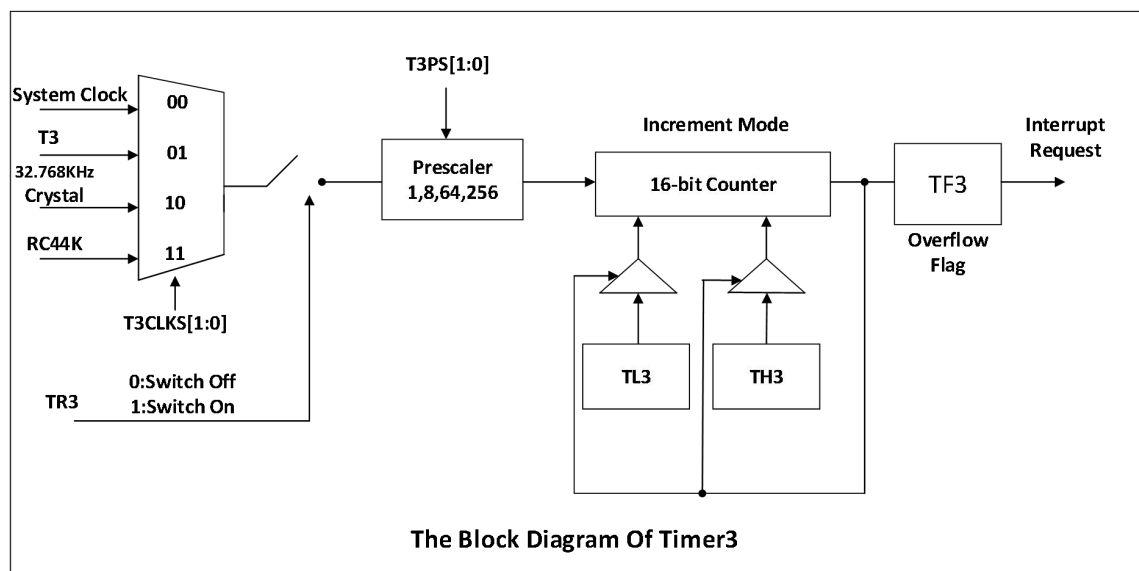 System Clock
T3
32.768KHz
Crystal
RC44K
00
01
10
11
T3CLKS[1:0]
TR3
0:Switch Off
1:Switch On
T3PS[1:0]
Prescaler
1,8,64,256
Increment Mode
16-bit Counter
TL3
TH3
TF3
Overflow
Flag
Interrupt
Request
The Block Diagram Of Timer3